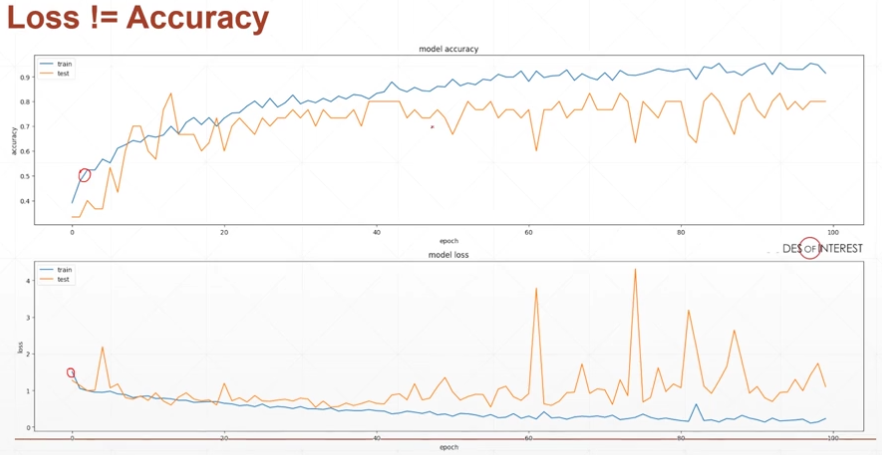 Loss != Accuracy
model accuracy
train
test
0.9
0.8
0.7
0.6
0.5
0.4
accuracy
0 20 40 60 80 100
epoch
DES OF INTEREST
model loss
train
test
4
3
2
1
0
loss
0 20 40 60 80 100
epoch